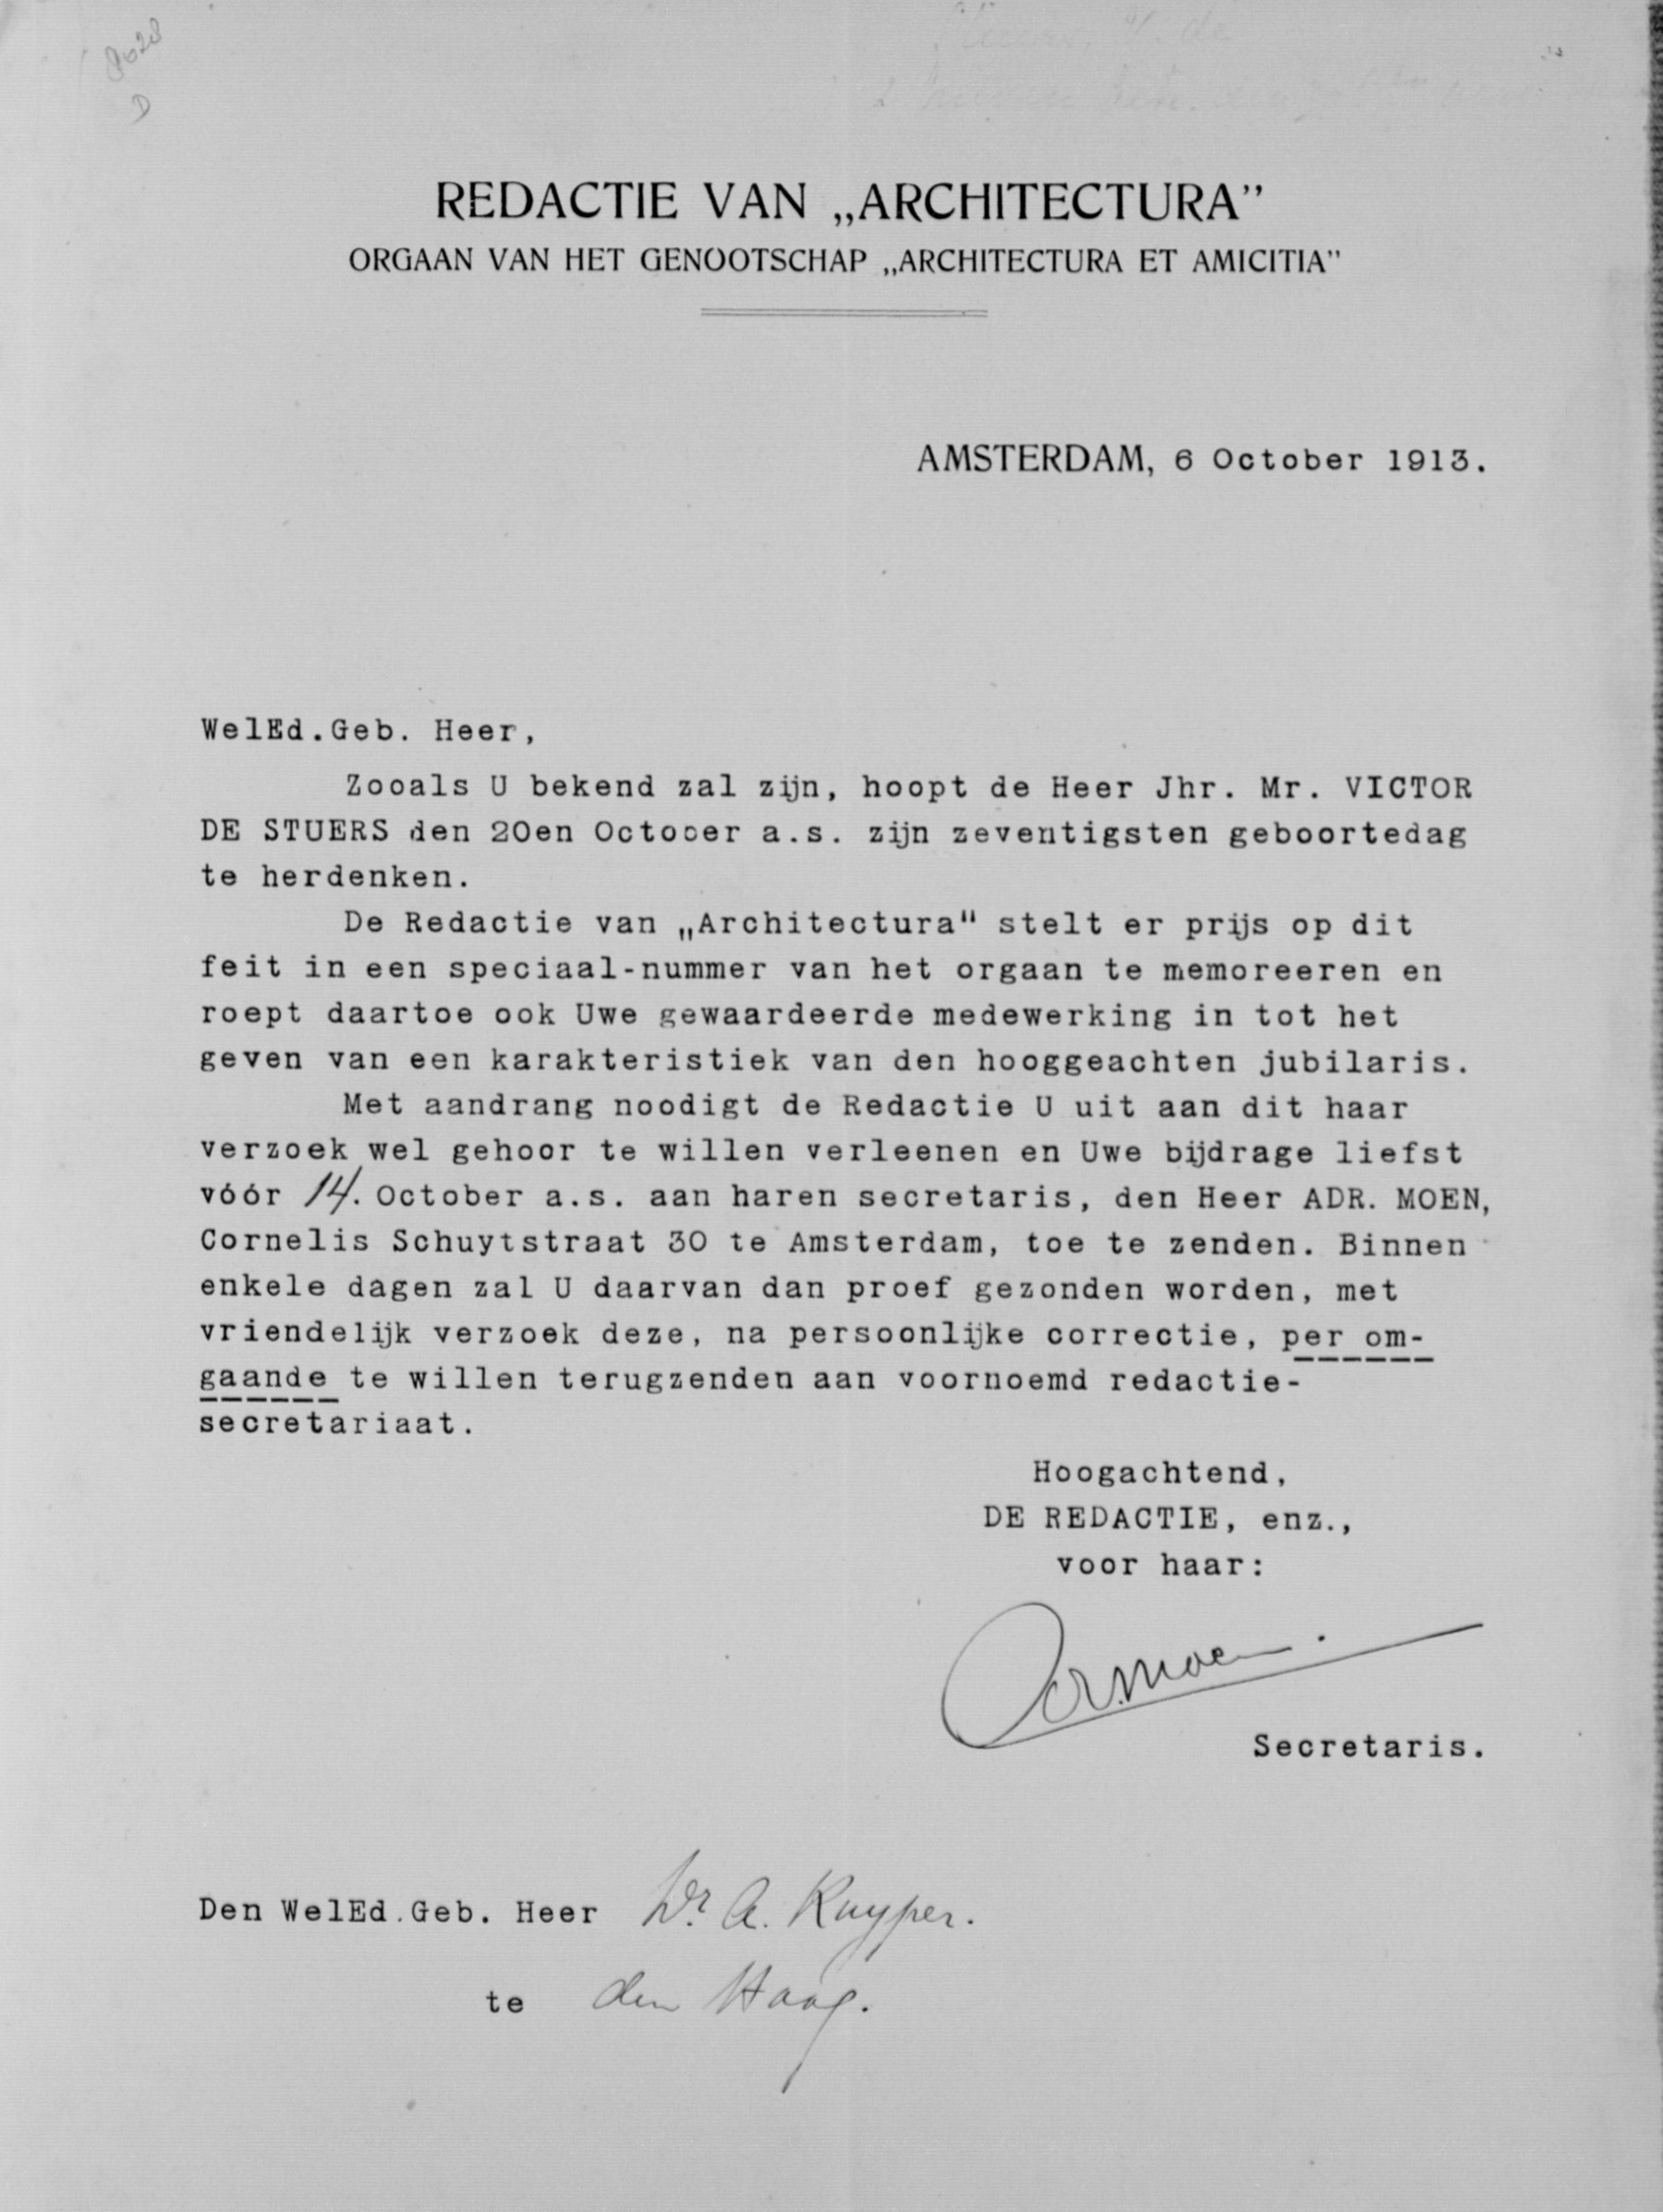 8628
D
REDACTIE VAN „ARCHITECTURA”
ORGAAN VAN HET GENOOTSCHAP „ARCHITECTURA ET AMICITIA”
AMSTERDAM, 6 October 1913.
WelEd.Geb. Heer,
Zooals U bekend zal zijn, hoopt de Heer Jhr. Mr. VICTOR
DE STUERS den 20en October a.s. zijn zeventigsten geboortedag
te herdenken.
De Redactie van „Architectura" stelt er prijs op dit
feit in een speciaal-nummer van het orgaan te memoreeren en
roept daartoe ook Uwe gewaardeerde medewerking in tot het
geven van een karakteristiek van den hooggeachten jubilaris.
Met aandrang noodigt de Redactie U uit aan dit haar
verzoek wel gehoor te willen verleenen en Uwe bijdrage liefst
vóór 14. October a.s. aan haren secretaris, den Heer ADR. MOEN,
Cornelis Schuytstraat 30 te Amsterdam, toe te zenden. Binnen
enkele dagen zal U daarvan dan proef gezonden worden, met
vriendelijk verzoek deze, na persoonlijke correctie, per om-
gaande te willen terugzenden aan voornoemd redactie-
secretariaat.
Hoogachtend,
DE REDACTIE, enz.,
voor haar:
Adr. Moen.
Secretaris.
Den WelEd.Geb. Heer Dr. A. Kuyper.
te den Haag.